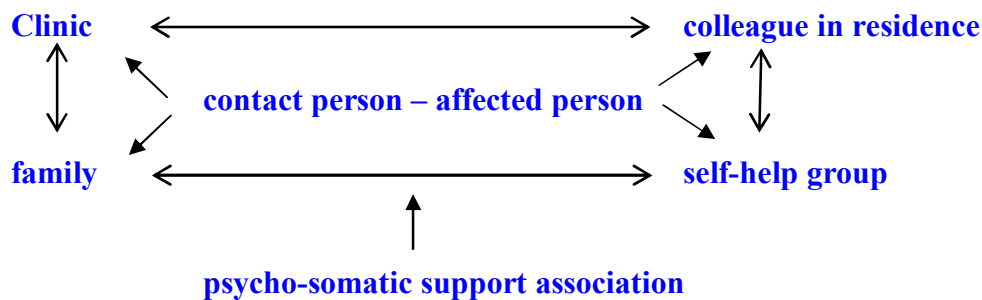 Clinic
colleague in residence
contact person – affected person
family
self-help group
psycho-somatic support association